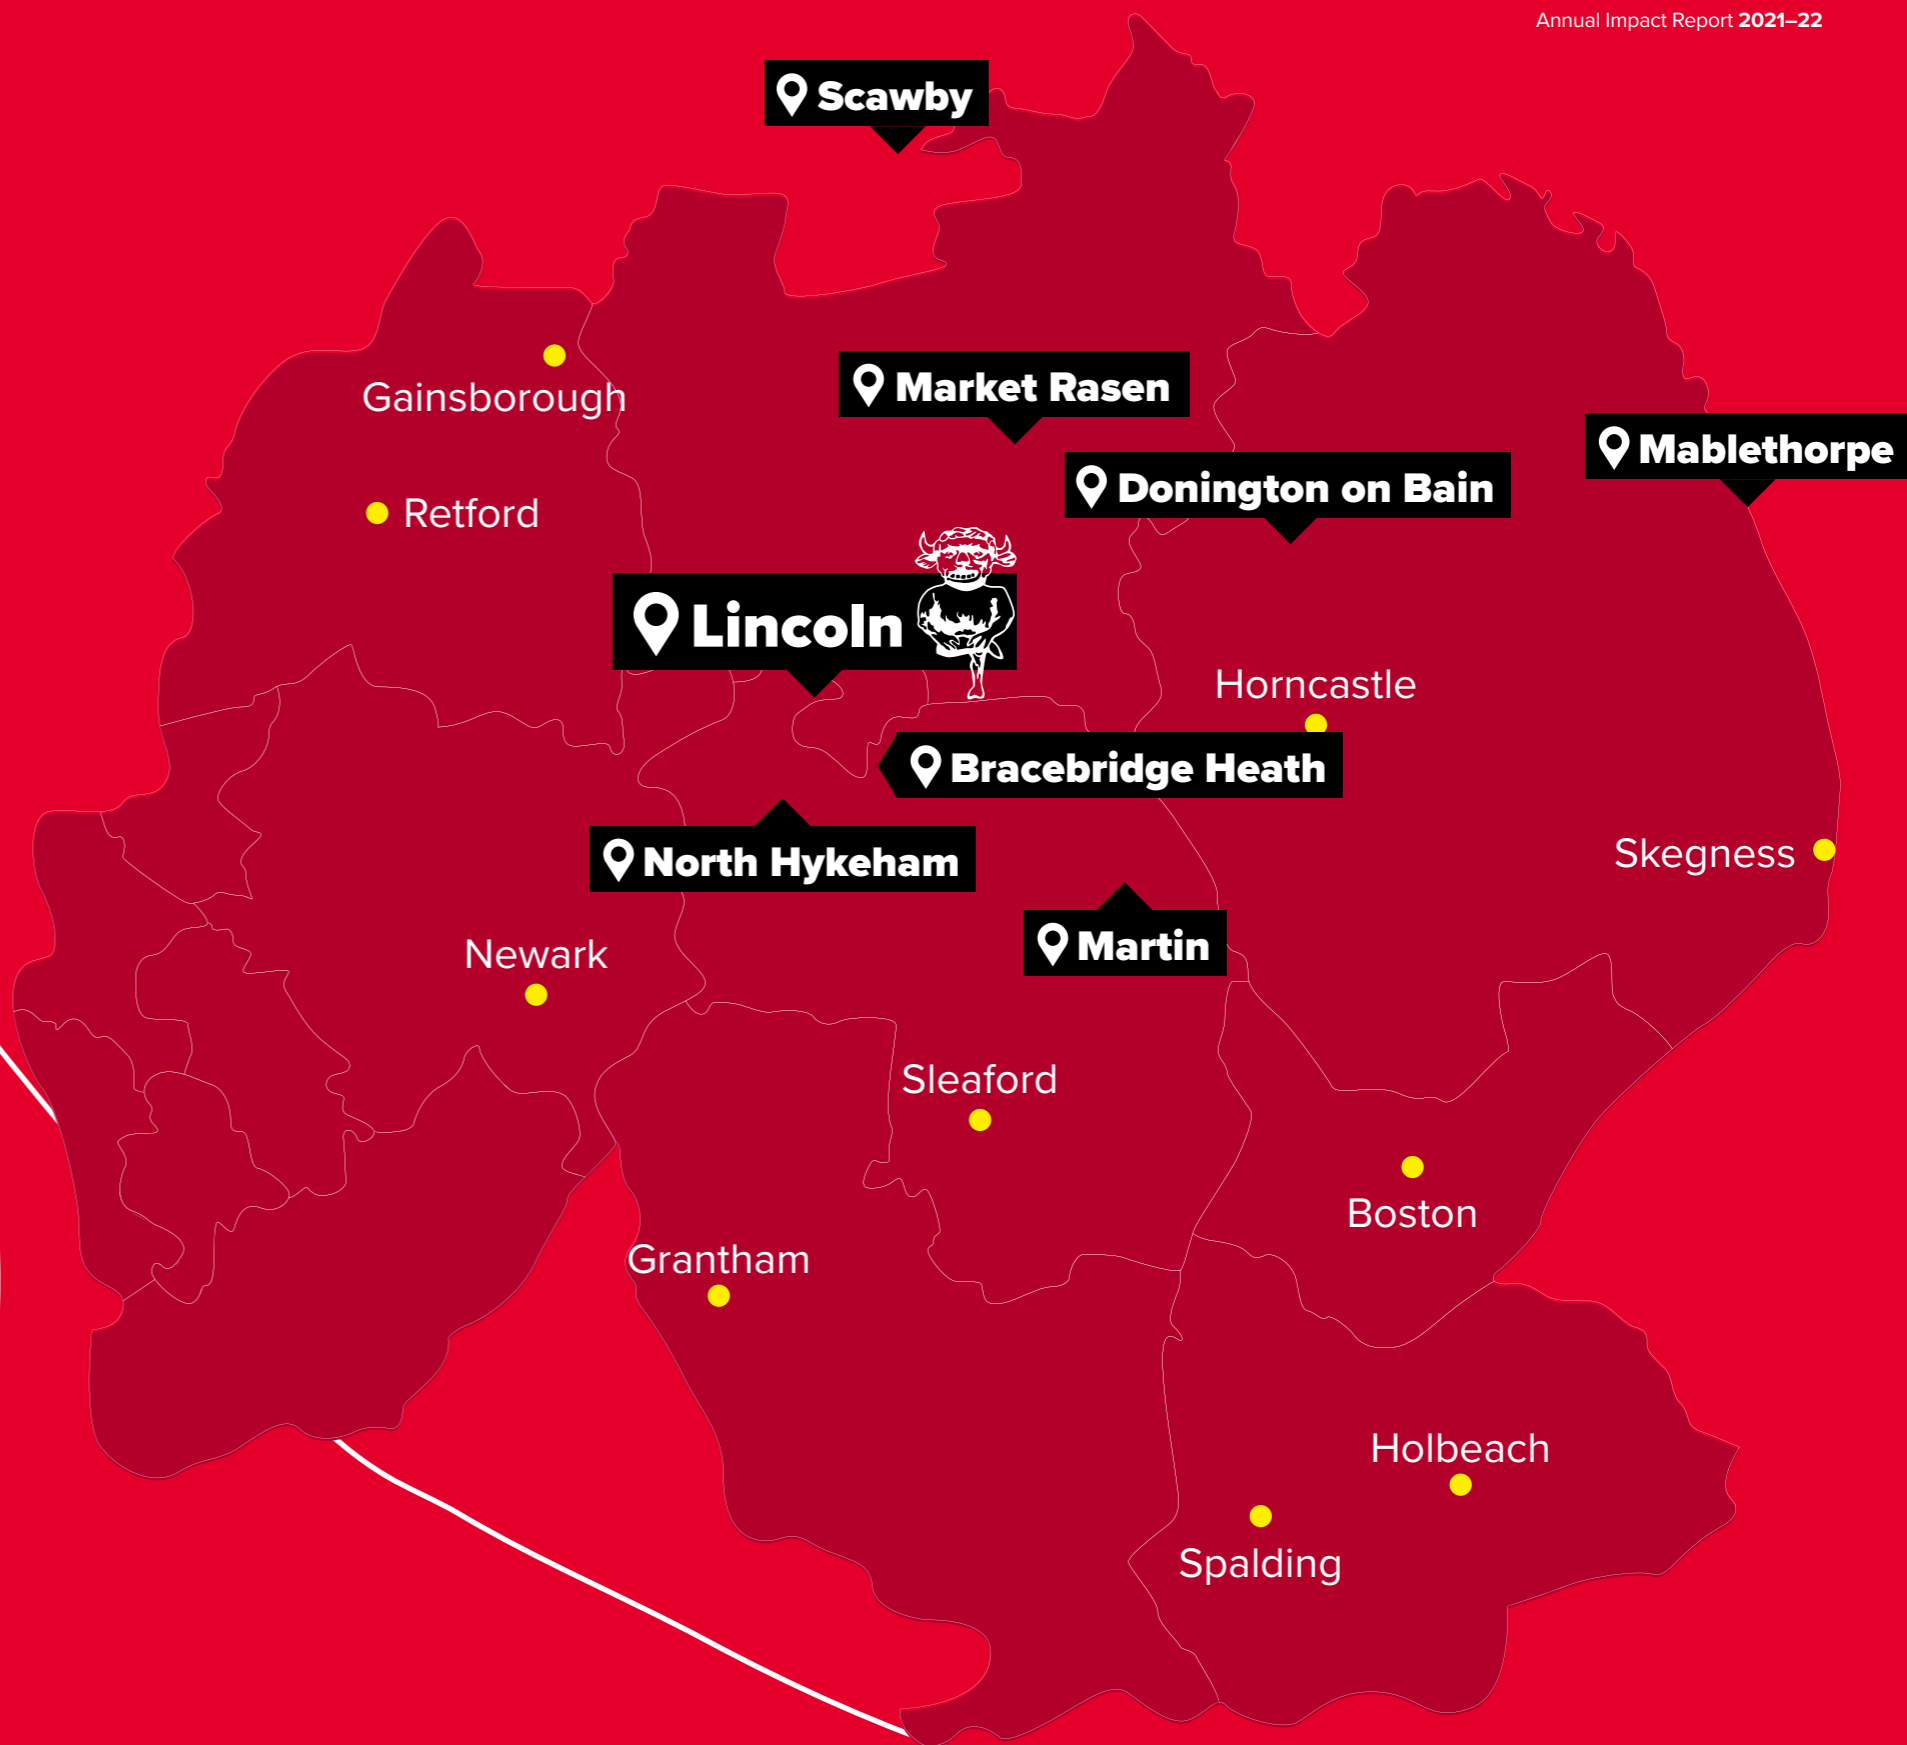 Annual Impact Report 2021–22
Scawby
Market Rasen
Gainsborough
Mablethorpe
Donington on Bain
Retford
Lincoln
Horncastle
Bracebridge Heath
Skegness
North Hykeham
Martin
Newark
Sleaford
Boston
Grantham
Holbeach
Spalding